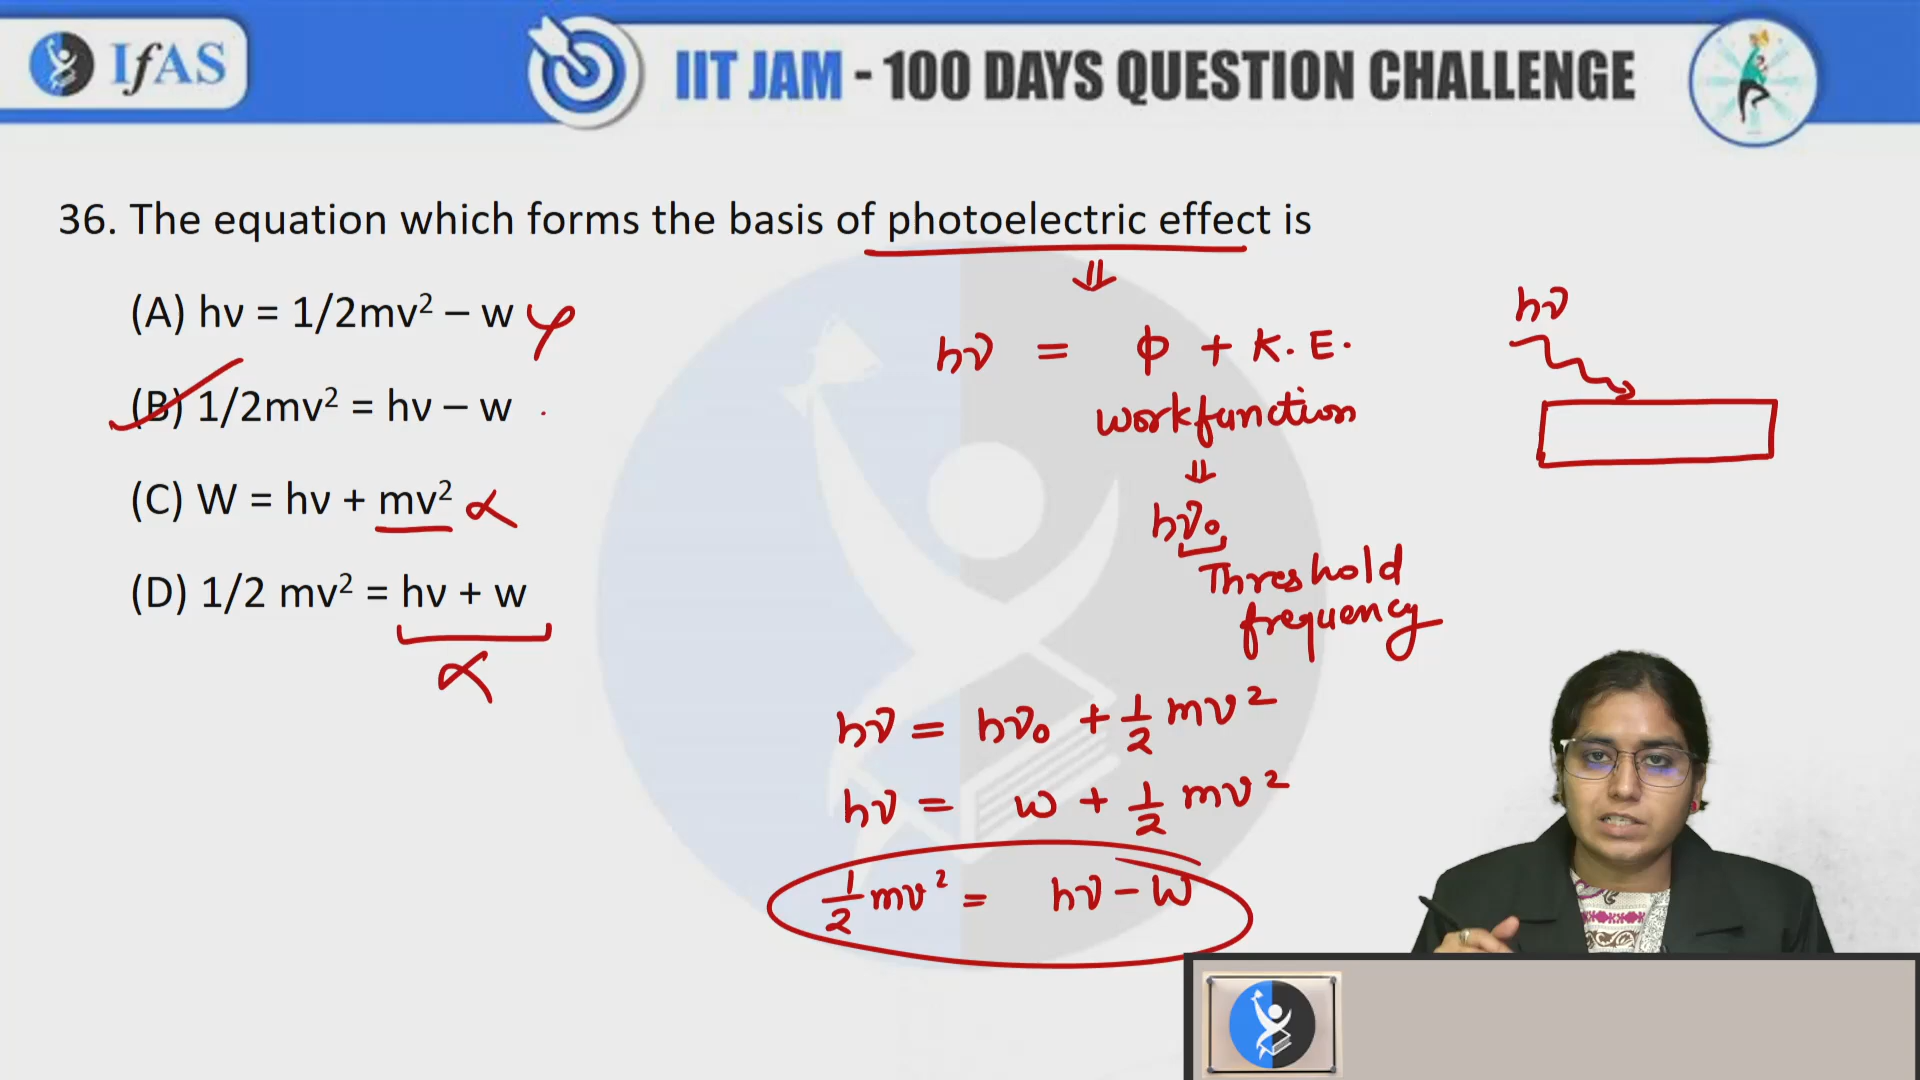 IfAS
IIT JAM - 100 DAYS QUESTION CHALLENGE
36. The equation which forms the basis of photoelectric effect is
(A) hν = 1/2mv² – w
(B) 1/2mv² = hν – w
(C) W = hν + mv²
(D) 1/2 mv² = hν + w
hν
hν = ϕ + K.E.
workfunction
hν₀
Threshold
frequency
hν = hν₀ + 1/2 mv²
hν = w + 1/2 mv²
1/2 mv² = hν – W